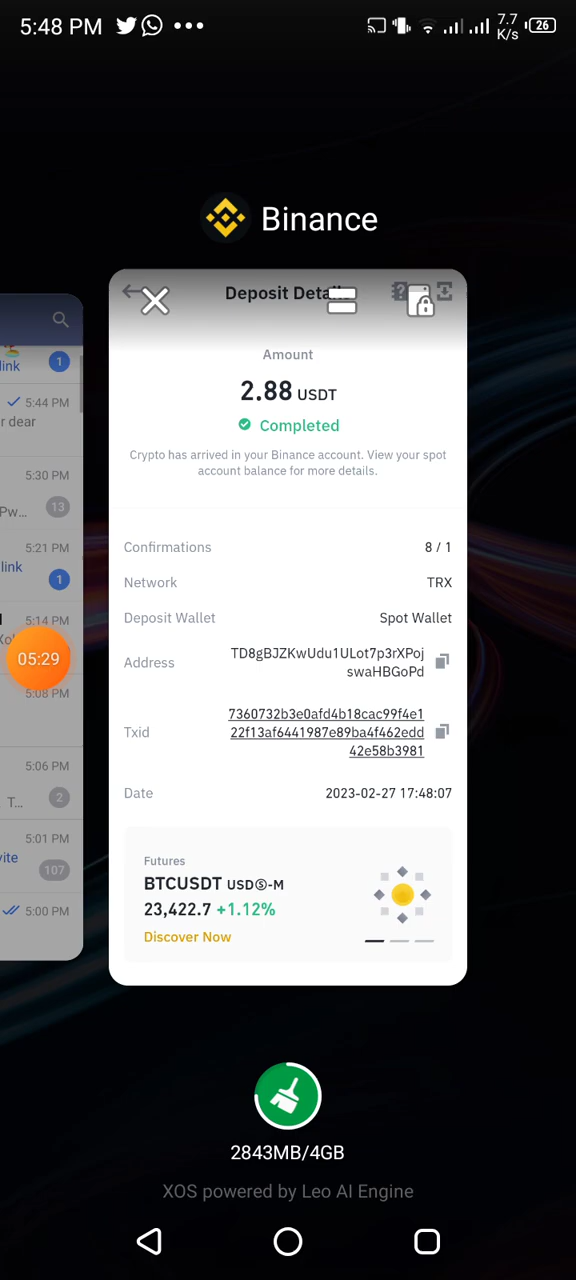 5:48 PM
7.7
K/s
26
Binance
Deposit Details
Amount
2.88 USDT
Completed
Crypto has arrived in your Binance account. View your spot
account balance for more details.
Confirmations 8 / 1
Network TRX
Deposit Wallet Spot Wallet
Address TD8gBJZKwUdu1ULot7p3rXPoj
swaHBGoPd
Txid 7360732b3e0afd4b18cac99f4e1
22f13af6441987e89ba4f462edd
42e58b3981
Date 2023-02-27 17:48:07
Futures
BTCUSDT USDⓈ-M
23,422.7 +1.12%
Discover Now
link 1
5:44 PM
r dear
5:30 PM
Pw... 13
5:21 PM
link
1
5:14 PM
05:29
5:08 PM
5:06 PM
T... 2
5:01 PM
vite
107
5:00 PM
2843MB/4GB
XOS powered by Leo AI Engine